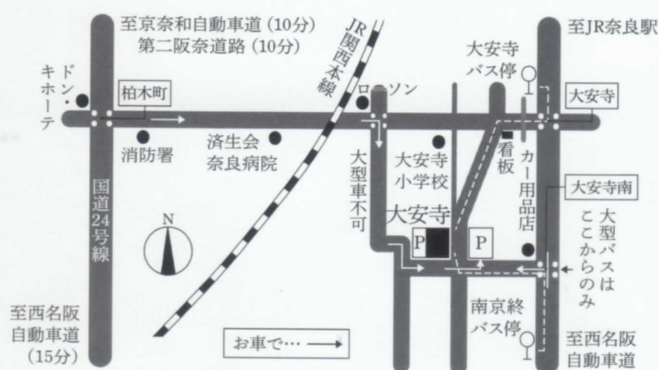 至京奈和自動車道(10分)
第二阪奈道路(10分)
JR関西本線
大安寺
バス停
至JR奈良駅
ドン・
キホーテ
柏木町
ローソン
大安寺
消防署
済生会
奈良病院
大型車不可
大安寺
小学校
看板
カー用品店
大安寺南
国道24号線
N
大安寺
P
P
大型バスは
ここからのみ
至西名阪
自動車道
(15分)
お車で…
南京終
バス停
至西名阪
自動車道